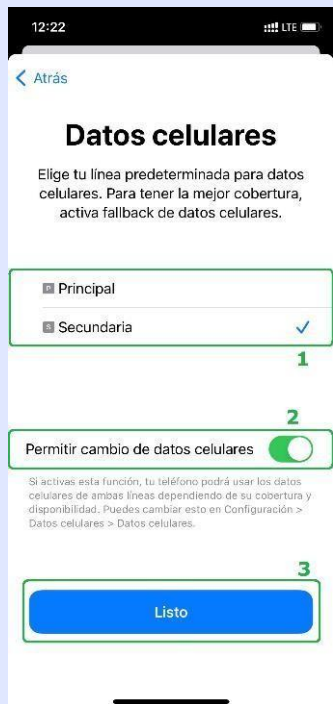 12:22
LTE
Atrás
Datos celulares
Elige tu línea predeterminada para datos
celulares. Para tener la mejor cobertura,
activa fallback de datos celulares.
P Principal
S Secundaria
1
2
Permitir cambio de datos celulares
Si activas esta función, tu teléfono podrá usar los datos
celulares de ambas líneas dependiendo de su cobertura y
disponibilidad. Puedes cambiar esto en Configuración >
Datos celulares > Datos celulares.
3
Listo